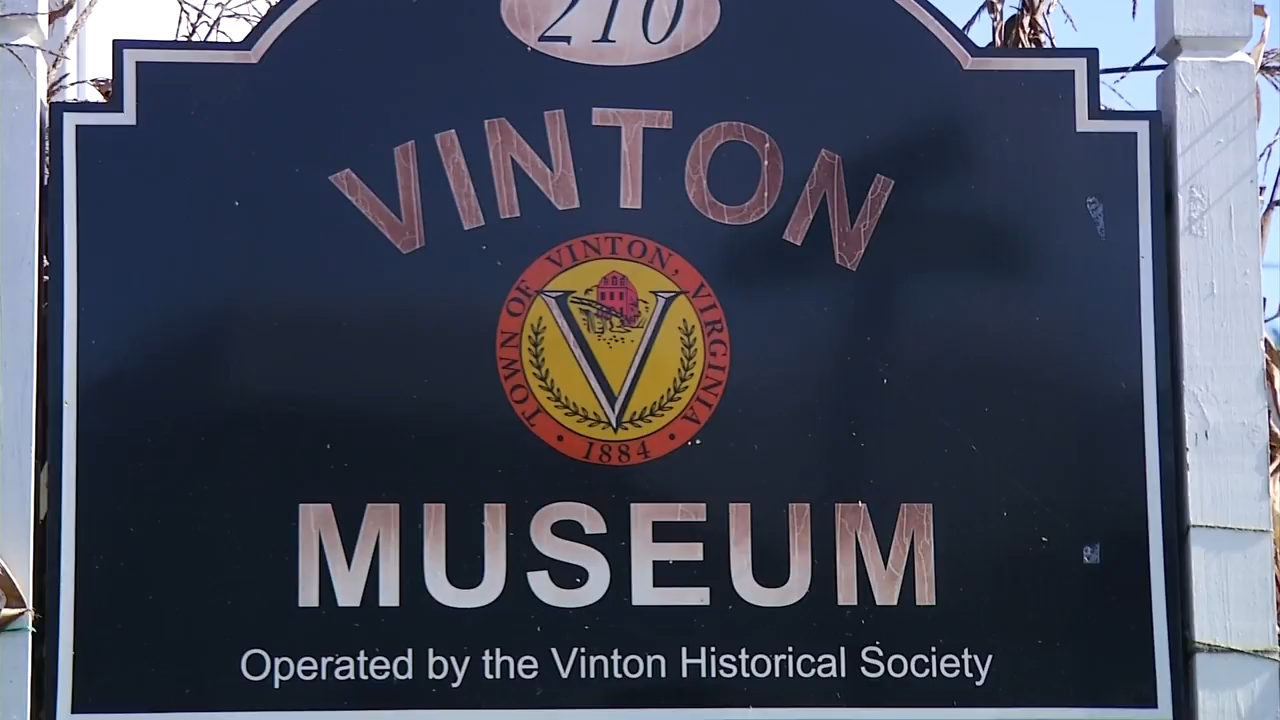 210
VINTON
TOWN OF VINTON, VIRGINIA
• 1884 •
V
MUSEUM
Operated by the Vinton Historical Society